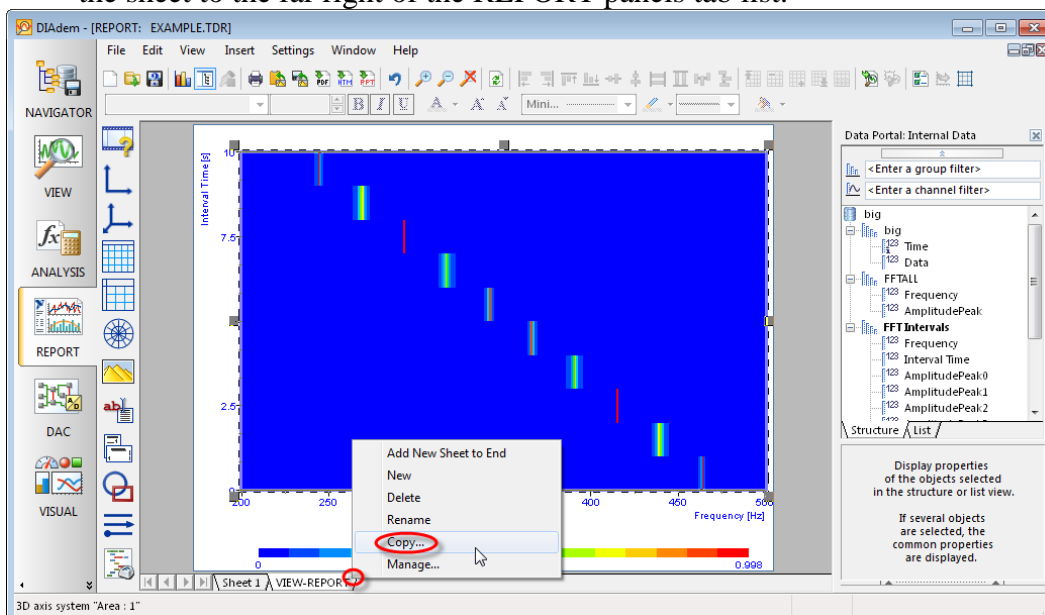 the sheet to the far right of the REPORT panels tab list.
DIAdem - [REPORT: EXAMPLE.TDR]
File Edit View Insert Settings Window Help
NAVIGATOR
Mini...
VIEW
ANALYSIS
REPORT
DAC
VISUAL
Interval Time [s]
10
7.5
2.5
0
200 250 400 450 500
Frequency [Hz]
0 0.998
Add New Sheet to End
New
Delete
Rename
Copy...
Manage...
Sheet 1 VIEW-REPORT
Data Portal: Internal Data
<Enter a group filter>
<Enter a channel filter>
big
big
Time
Data
FFTALL
Frequency
AmplitudePeak
FFT Intervals
Frequency
Interval Time
AmplitudePeak0
AmplitudePeak1
AmplitudePeak2
Structure List
Display properties
of the objects selected
in the structure or list view.
If several objects
are selected, the
common properties
are displayed.
3D axis system "Area : 1"